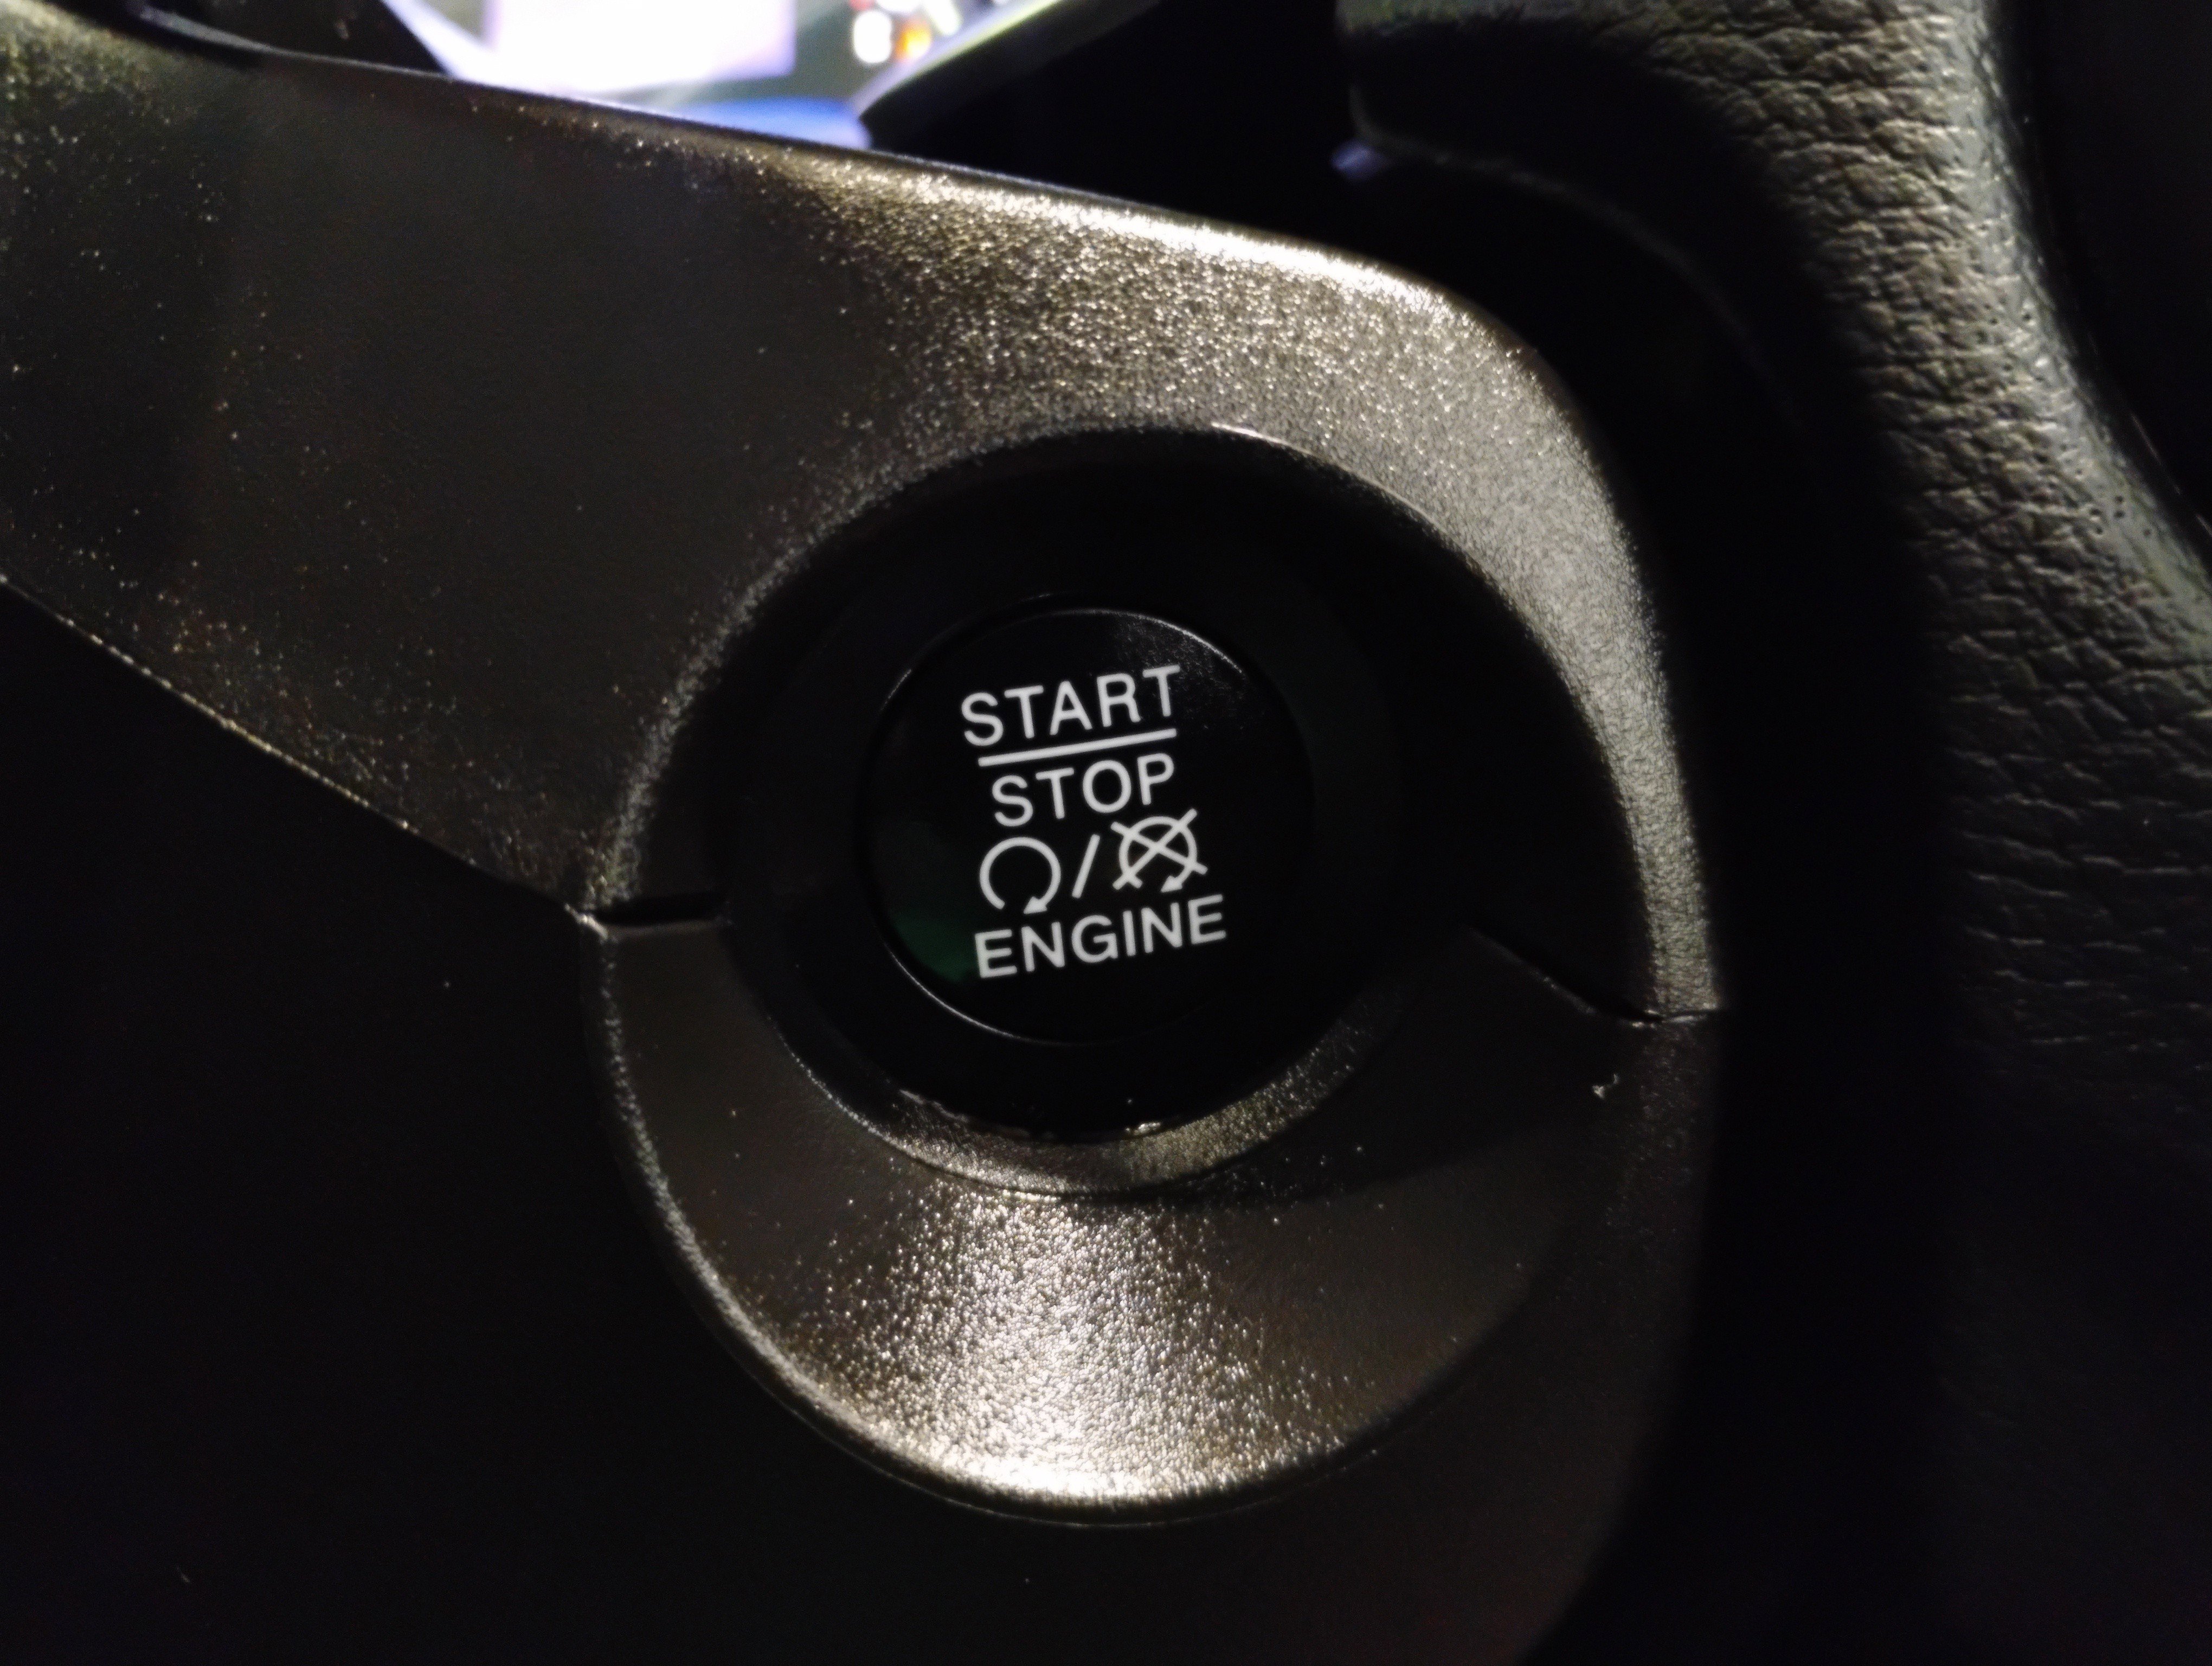 START
STOP
/
ENGINE